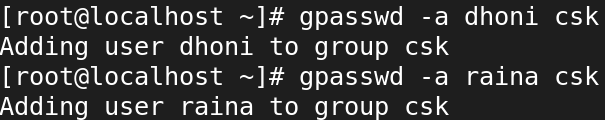 [root@localhost ~]# gpasswd -a dhoni csk
Adding user dhoni to group csk
[root@localhost ~]# gpasswd -a raina csk
Adding user raina to group csk